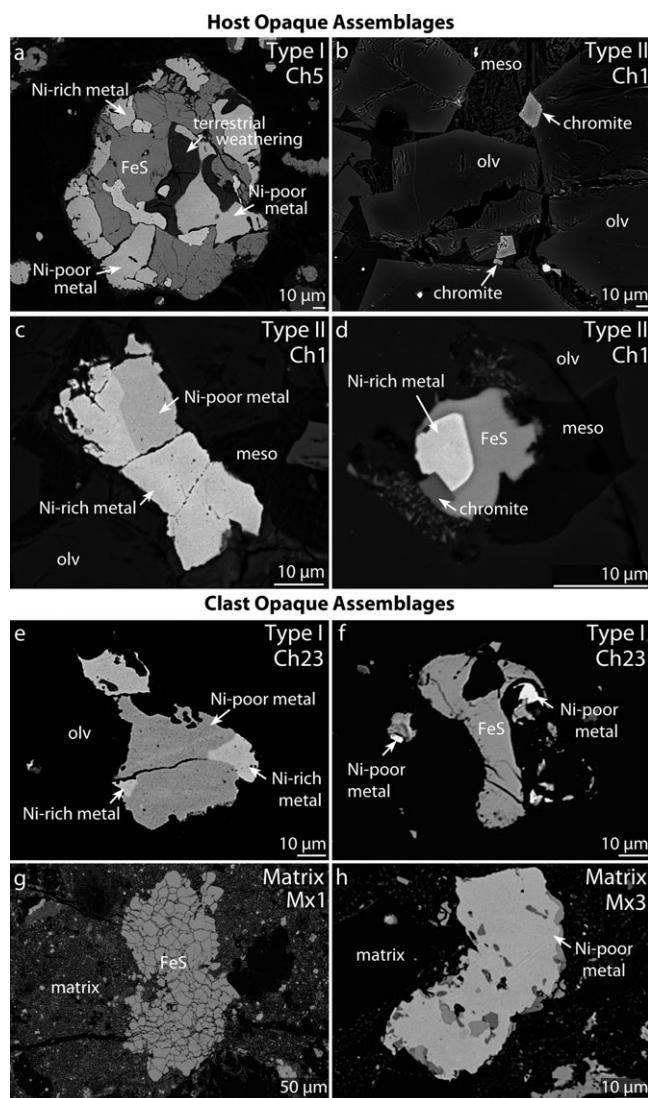 Host Opaque Assemblages
a
Type I
Ch5
Ni-rich metal
terrestrial
weathering
FeS
Ni-poor
metal
Ni-poor
metal
10 µm
b
Type II
Ch1
meso
chromite
olv
olv
chromite
10 µm
c
Type II
Ch1
Ni-poor metal
meso
Ni-rich metal
olv
10 µm
d
Type II
Ch1
olv
Ni-rich metal
FeS
meso
chromite
10 µm
Clast Opaque Assemblages
e
Type I
Ch23
Ni-poor metal
olv
Ni-rich
metal
Ni-rich metal
10 µm
f
Type I
Ch23
FeS
Ni-poor
metal
Ni-poor
metal
10 µm
g
Matrix
Mx1
FeS
matrix
50 µm
h
Matrix
Mx3
matrix
Ni-poor
metal
10 µm